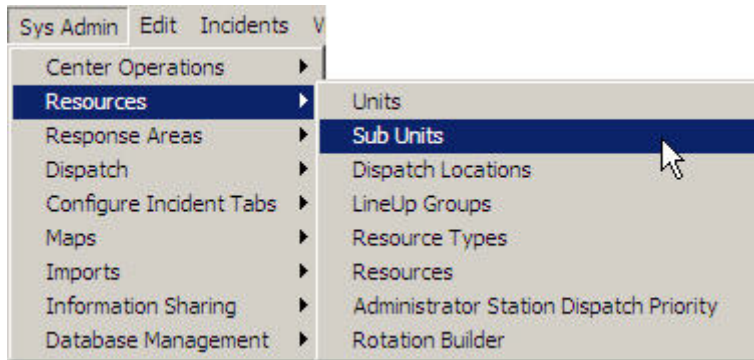 Sys Admin Edit Incidents
Center Operations
Resources
Response Areas
Dispatch
Configure Incident Tabs
Maps
Imports
Information Sharing
Database Management
Units
Sub Units
Dispatch Locations
LineUp Groups
Resource Types
Resources
Administrator Station Dispatch Priority
Rotation Builder